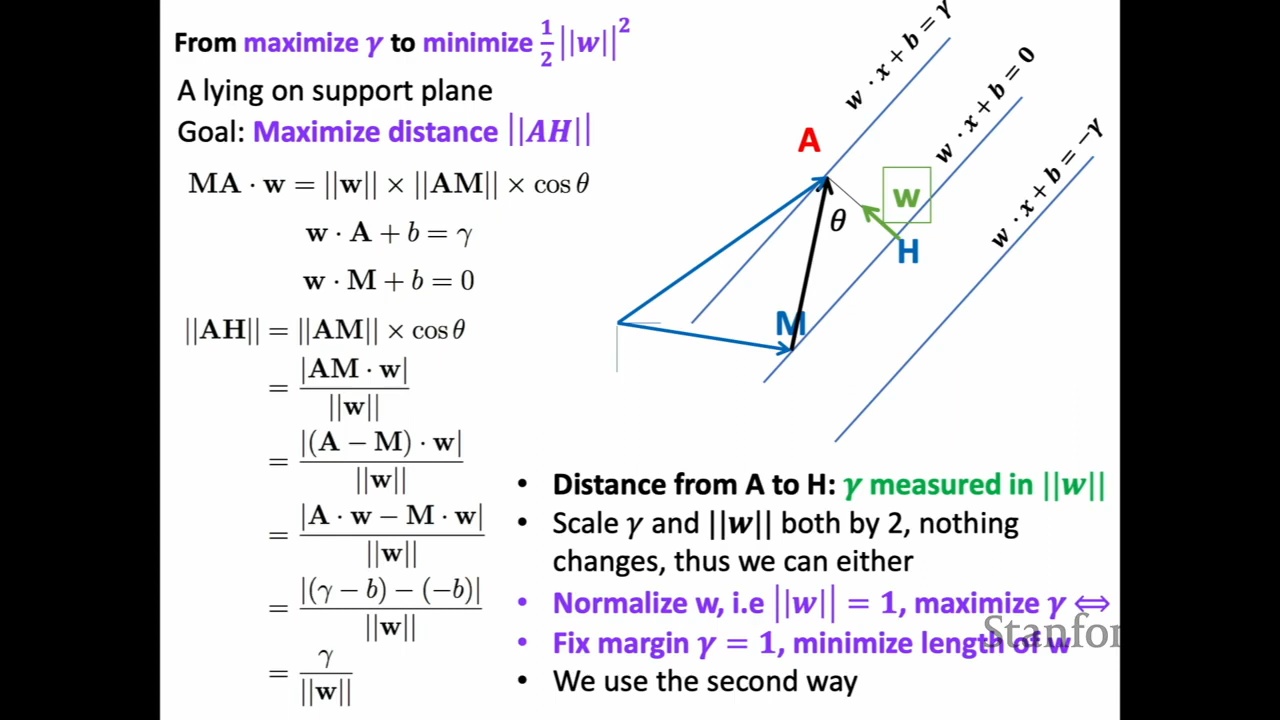 From maximize γ to minimize 1/2 ||w||²
A lying on support plane
Goal: Maximize distance ||AH||
MA · w = ||w|| × ||AM|| × cos θ
w · A + b = γ
w · M + b = 0
||AH|| = ||AM|| × cos θ
= |AM · w| / ||w||
= |(A − M) · w| / ||w||
= |A · w − M · w| / ||w||
= |(γ − b) − (−b)| / ||w||
= γ / ||w||
w · x + b = γ
w · x + b = 0
w · x + b = −γ
A
w
θ
H
M
• Distance from A to H: γ measured in ||w||
• Scale γ and ||w|| both by 2, nothing
changes, thus we can either
• Normalize w, i.e ||w|| = 1, maximize γ ⇔
• Fix margin γ = 1, minimize length of w
• We use the second way
Stanfor